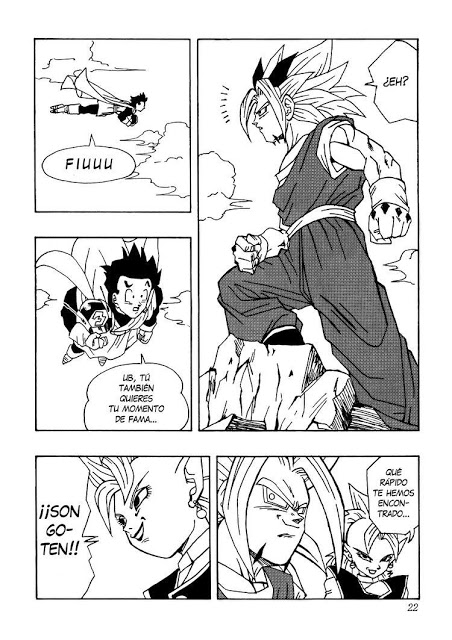 FIUUU
¿EH?
UB, TÚ
TAMBIÉN
QUIERES
TU MOMENTO
DE FAMA...
¡¡SON
GO-
TEN!!
QUÉ
RÁPIDO
TE HEMOS
ENCON-
TRADO...
22